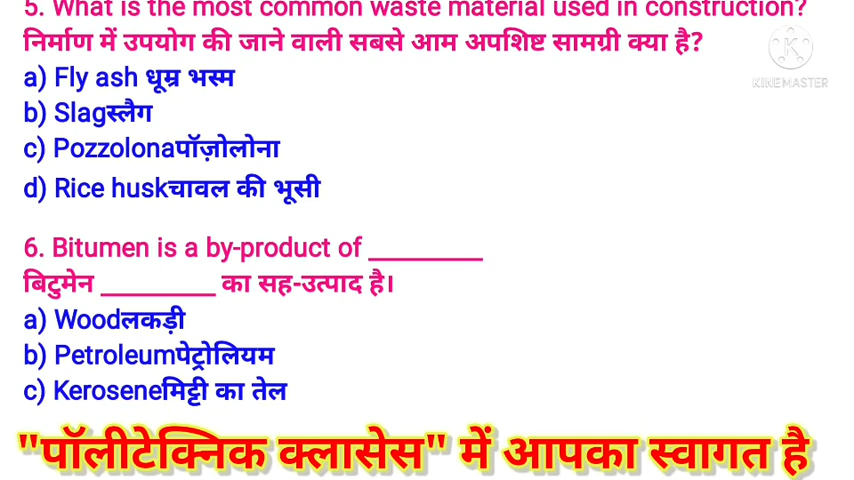 5. What is the most common waste material used in construction?
निर्माण में उपयोग की जाने वाली सबसे आम अपशिष्ट सामग्री क्या है?
a) Fly ash धूम्र भस्म
b) Slagस्लैग
c) Pozzolonaपॉज़ोलोना
d) Rice huskचावल की भूसी
6. Bitumen is a by-product of _________
बिटुमेन _________ का सह-उत्पाद है।
a) Woodलकड़ी
b) Petroleumपेट्रोलियम
c) Keroseneमिट्टी का तेल
"पॉलीटेक्निक क्लासेस" में आपका स्वागत है
KINEMASTER